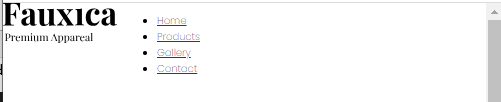 Fauxica
Premium Appareal
Home
Products
Gallery
Contact